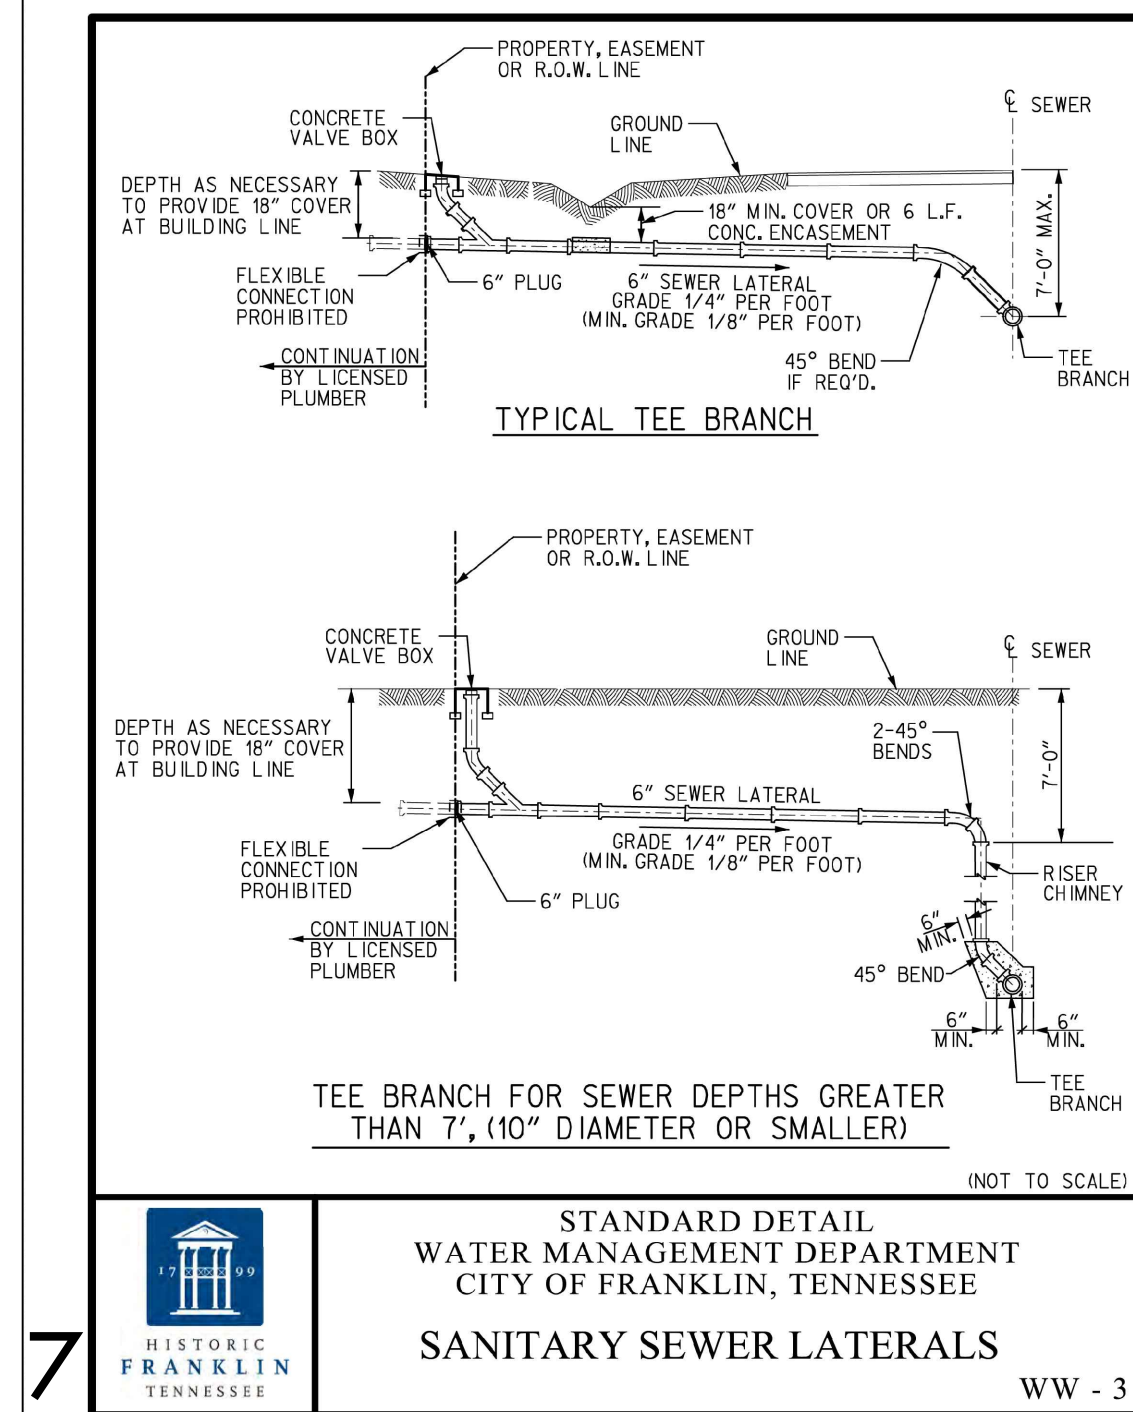 PROPERTY, EASEMENT
OR R.O.W. LINE
CONCRETE
VALVE BOX
GROUND
LINE
℄ SEWER
DEPTH AS NECESSARY
TO PROVIDE 18" COVER
AT BUILDING LINE
18" MIN. COVER OR 6 L.F.
CONC. ENCASEMENT
7'-0" MAX.
FLEXIBLE
CONNECTION
PROHIBITED
6" PLUG
6" SEWER LATERAL
GRADE 1/4" PER FOOT
(MIN. GRADE 1/8" PER FOOT)
CONTINUATION
BY LICENSED
PLUMBER
45° BEND
IF REQ'D.
TEE
BRANCH
TYPICAL TEE BRANCH
PROPERTY, EASEMENT
OR R.O.W. LINE
CONCRETE
VALVE BOX
GROUND
LINE
℄ SEWER
DEPTH AS NECESSARY
TO PROVIDE 18" COVER
AT BUILDING LINE
2-45°
BENDS
7'-0"
6" SEWER LATERAL
GRADE 1/4" PER FOOT
(MIN. GRADE 1/8" PER FOOT)
FLEXIBLE
CONNECTION
PROHIBITED
6" PLUG
RISER
CHIMNEY
CONTINUATION
BY LICENSED
PLUMBER
6"
MIN.
45° BEND
6"
MIN.
6"
MIN.
TEE
BRANCH
TEE BRANCH FOR SEWER DEPTHS GREATER
THAN 7', (10" DIAMETER OR SMALLER)
(NOT TO SCALE)
17 99
HISTORIC
FRANKLIN
TENNESSEE
STANDARD DETAIL
WATER MANAGEMENT DEPARTMENT
CITY OF FRANKLIN, TENNESSEE
SANITARY SEWER LATERALS
WW - 3
7